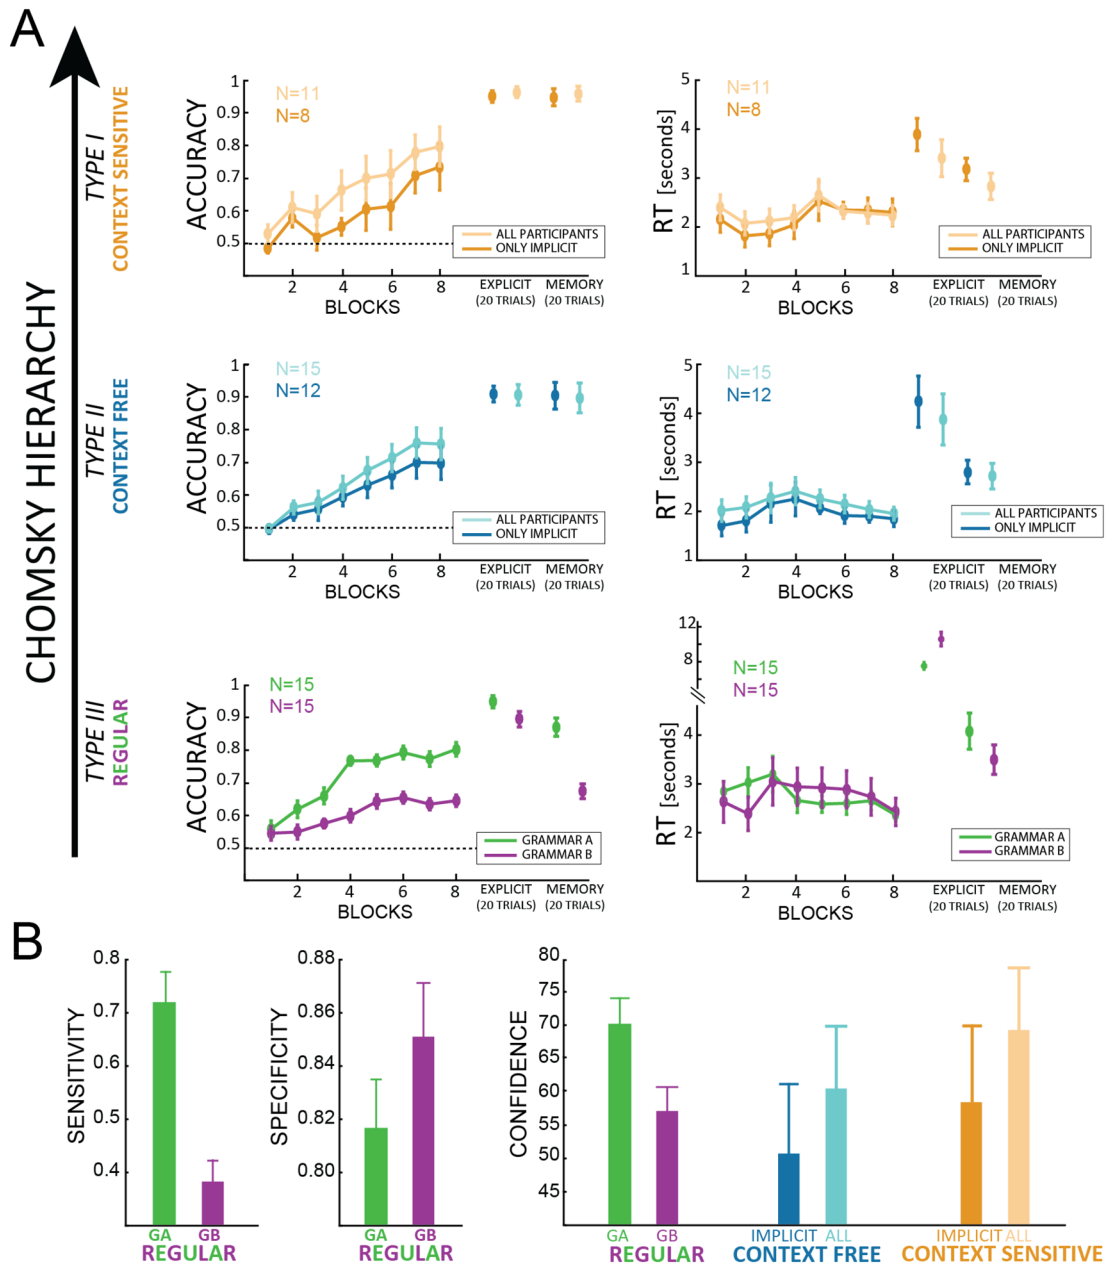 A
CHOMSKY HIERARCHY
TYPE I
CONTEXT SENSITIVE
ACCURACY
1
0.9
0.8
0.7
0.6
0.5
N=11
N=8
ALL PARTICIPANTS
ONLY IMPLICIT
2 4 6 8
BLOCKS
EXPLICIT
(20 TRIALS)
MEMORY
(20 TRIALS)
RT [seconds]
5
4
3
2
1
N=11
N=8
ALL PARTICIPANTS
ONLY IMPLICIT
2 4 6 8
BLOCKS
EXPLICIT
(20 TRIALS)
MEMORY
(20 TRIALS)
TYPE II
CONTEXT FREE
ACCURACY
1
0.9
0.8
0.7
0.6
0.5
N=15
N=12
ALL PARTICIPANTS
ONLY IMPLICIT
2 4 6 8
BLOCKS
EXPLICIT
(20 TRIALS)
MEMORY
(20 TRIALS)
RT [seconds]
5
4
3
2
1
N=15
N=12
ALL PARTICIPANTS
ONLY IMPLICIT
2 4 6 8
BLOCKS
EXPLICIT
(20 TRIALS)
MEMORY
(20 TRIALS)
TYPE III
REGULAR
ACCURACY
1
0.9
0.8
0.7
0.6
0.5
N=15
N=15
GRAMMAR A
GRAMMAR B
2 4 6 8
BLOCKS
EXPLICIT
(20 TRIALS)
MEMORY
(20 TRIALS)
RT [seconds]
12
8
4
3
2
N=15
N=15
GRAMMAR A
GRAMMAR B
2 4 6 8
BLOCKS
EXPLICIT
(20 TRIALS)
MEMORY
(20 TRIALS)
B
SENSITIVITY
0.8
0.7
0.6
0.5
0.4
GA GB
REGULAR
SPECIFICITY
0.88
0.86
0.84
0.82
0.80
GA GB
REGULAR
CONFIDENCE
80
75
70
65
60
55
50
45
GA GB
REGULAR
IMPLICIT ALL
CONTEXT FREE
IMPLICIT ALL
CONTEXT SENSITIVE